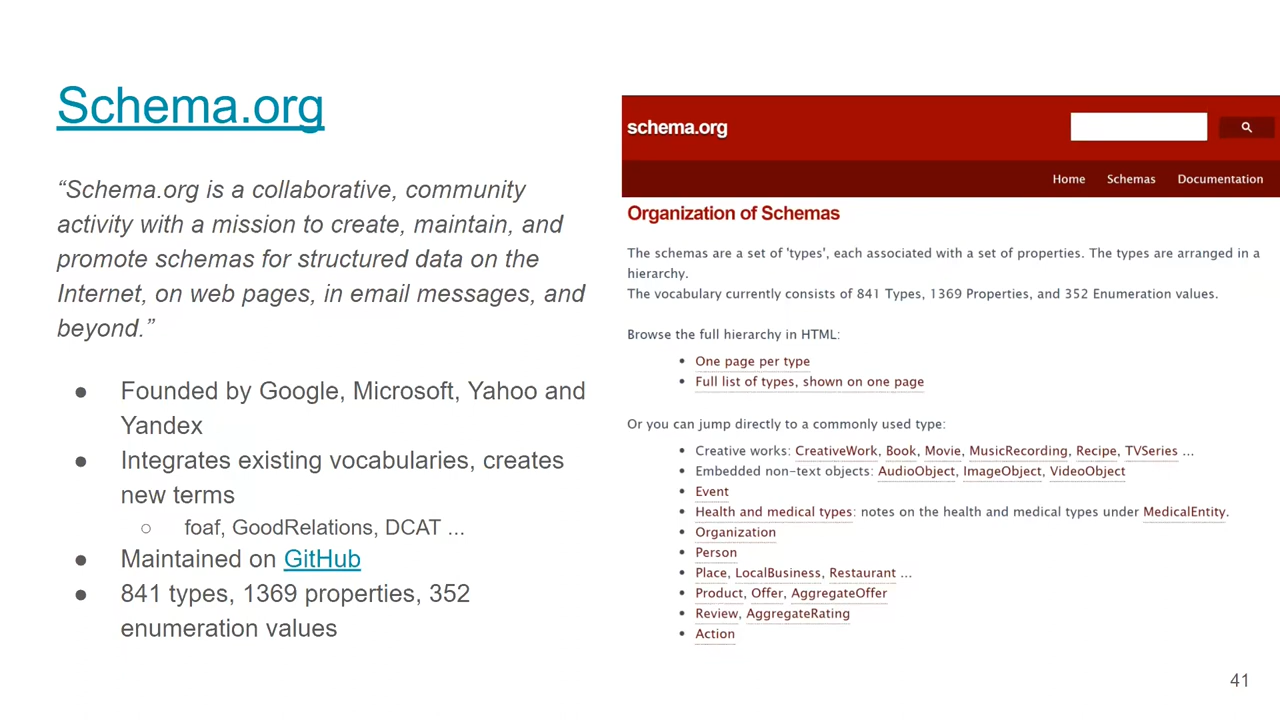 Schema.org
“Schema.org is a collaborative, community
activity with a mission to create, maintain, and
promote schemas for structured data on the
Internet, on web pages, in email messages, and
beyond.”
● Founded by Google, Microsoft, Yahoo and
Yandex
● Integrates existing vocabularies, creates
new terms
○ foaf, GoodRelations, DCAT ...
● Maintained on GitHub
● 841 types, 1369 properties, 352
enumeration values
schema.org
Home Schemas Documentation
Organization of Schemas
The schemas are a set of 'types', each associated with a set of properties. The types are arranged in a
hierarchy.
The vocabulary currently consists of 841 Types, 1369 Properties, and 352 Enumeration values.
Browse the full hierarchy in HTML:
• One page per type
• Full list of types, shown on one page
Or you can jump directly to a commonly used type:
• Creative works: CreativeWork, Book, Movie, MusicRecording, Recipe, TVSeries ...
• Embedded non-text objects: AudioObject, ImageObject, VideoObject
• Event
• Health and medical types: notes on the health and medical types under MedicalEntity.
• Organization
• Person
• Place, LocalBusiness, Restaurant ...
• Product, Offer, AggregateOffer
• Review, AggregateRating
• Action
41